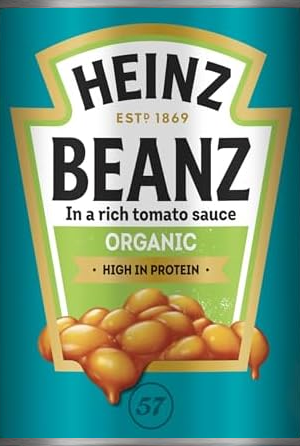 HEINZ
ESTD 1869
BEANZ
In a rich tomato sauce
ORGANIC
· HIGH IN PROTEIN ·
57